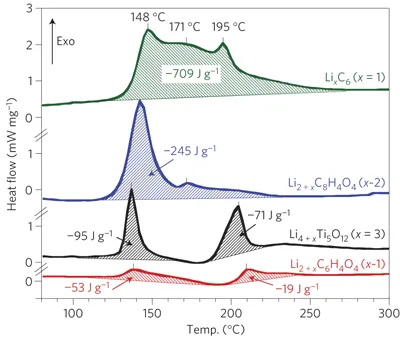 3
2
1
0
1
0
1
0
0
Heat flow (mW mg⁻¹)
Exo
148 °C
171 °C
195 °C
−709 J g⁻¹
LiₓC₆ (x = 1)
−245 J g⁻¹
Li₂₊ₓC₈H₄O₄ (x-2)
−95 J g⁻¹
−71 J g⁻¹
Li₄₊ₓTi₅O₁₂ (x = 3)
Li₂₊ₓC₆H₄O₄ (x-1)
−53 J g⁻¹
−19 J g⁻¹
100 150 200 250 300
Temp. (°C)